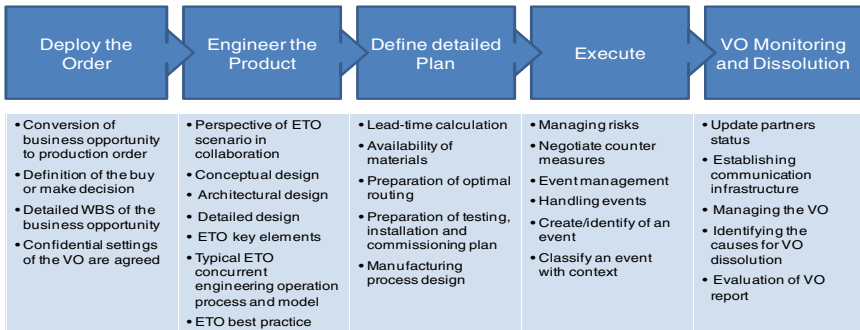 Deploy the
Order
Engineer the
Product
Define detailed
Plan
Execute
VO Monitoring
and Dissolution
• Conversion of
business opportunity
to production order
• Definition of the buy
or make decision
• Detailed WBS of the
business opportunity
• Confidential settings
of the VO are agreed
• Perspective of ETO
scenario in
collaboration
• Conceptual design
• Architectural design
• Detailed design
• ETO key elements
• Typical ETO
concurrent
engineering operation
process and model
• ETO best practice
• Lead-time calculation
• Availability of
materials
• Preparation of optimal
routing
• Preparation of testing,
installation and
commissioning plan
• Manufacturing
process design
• Managing risks
• Negotiate counter
measures
• Event management
• Handling events
• Create/identify of an
event
• Classify an event
with context
• Update partners
status
• Establishing
communication
infrastructure
• Managing the VO
• Identifying the
causes for VO
dissolution
• Evaluation of VO
report